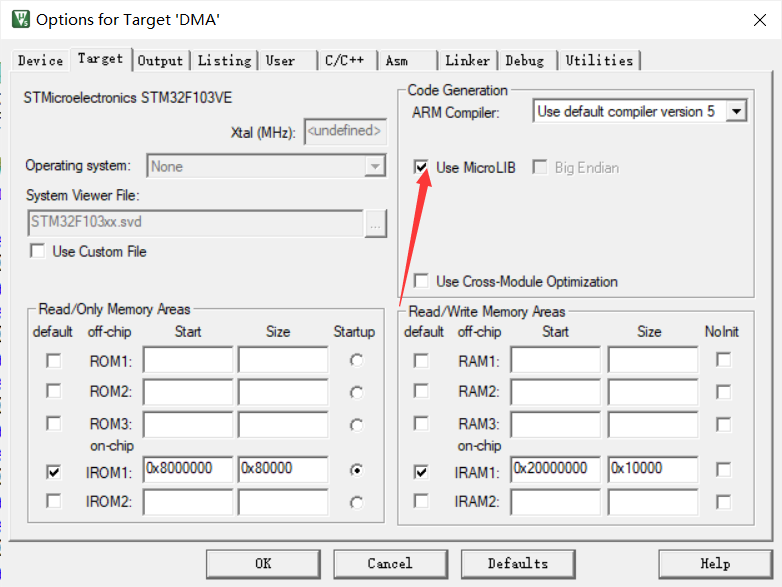 Options for Target 'DMA'
Device Target Output Listing User C/C++ Asm Linker Debug Utilities
STMicroelectronics STM32F103VE
Xtal (MHz): <undefined>
Operating system: None
System Viewer File:
STM32F103xx.svd ...
Use Custom File
Code Generation
ARM Compiler: Use default compiler version 5
Use MicroLIB Big Endian
Use Cross-Module Optimization
Read/Only Memory Areas
default off-chip Start Size Startup
ROM1:
ROM2:
ROM3:
on-chip
IROM1: 0x8000000 0x80000
IROM2:
Read/Write Memory Areas
default off-chip Start Size NoInit
RAM1:
RAM2:
RAM3:
on-chip
IRAM1: 0x20000000 0x10000
IRAM2:
OK Cancel Defaults Help